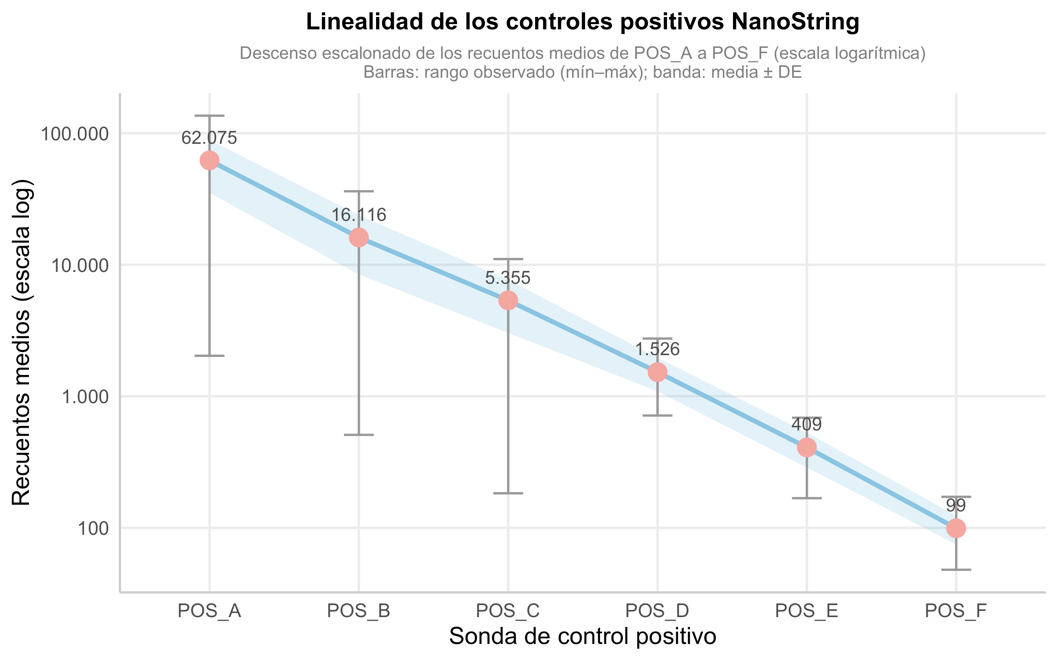 Linealidad de los controles positivos NanoString
Descenso escalonado de los recuentos medios de POS_A a POS_F (escala logarítmica)
Barras: rango observado (mín–máx); banda: media ± DE
Recuentos medios (escala log)
100.000
10.000
1.000
100
62.075
16.116
5.355
1.526
409
99
POS_A
POS_B
POS_C
POS_D
POS_E
POS_F
Sonda de control positivo